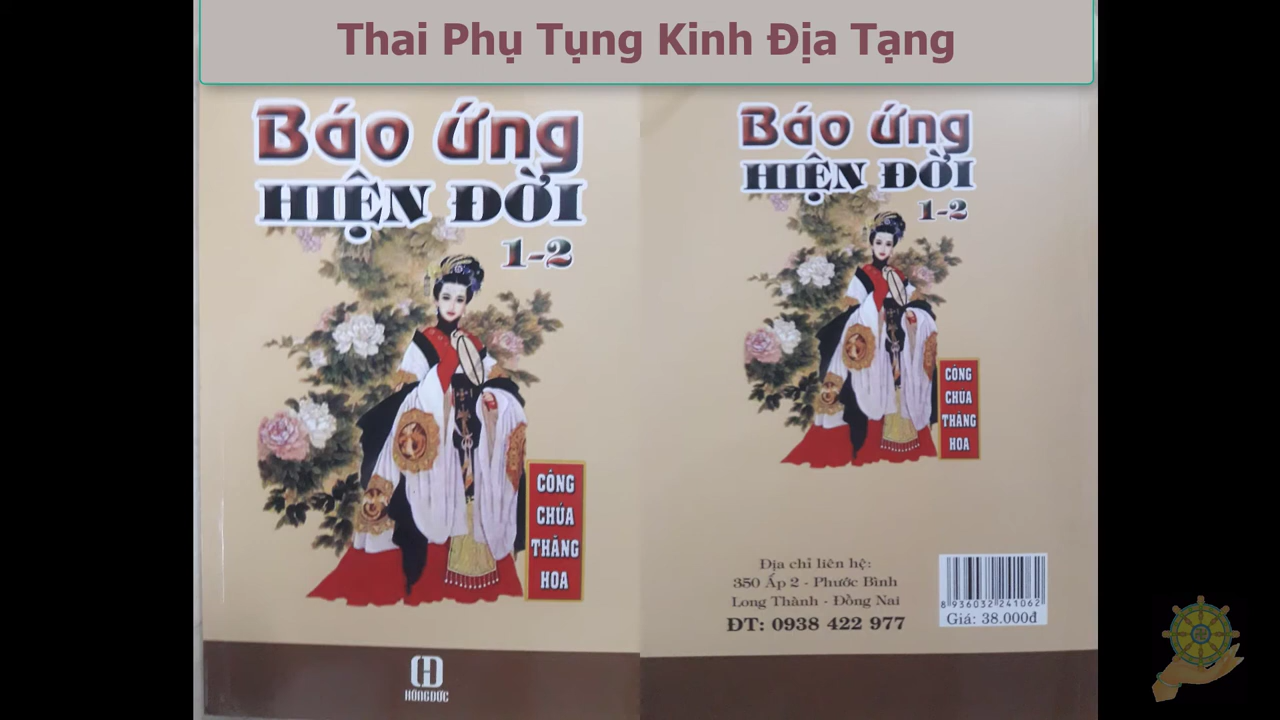 Thai Phụ Tụng Kinh Địa Tạng
Báo ứng
HIỆN ĐỜI
1-2
CÔNG
CHÚA
THĂNG
HOA
HỒNG ĐỨC
Báo ứng
HIỆN ĐỜI
1-2
CÔNG
CHÚA
THĂNG
HOA
Địa chỉ liên hệ:
350 Ấp 2 - Phước Bình
Long Thành - Đồng Nai
ĐT: 0938 422 977
8 936032 241062
Giá: 38.000đ